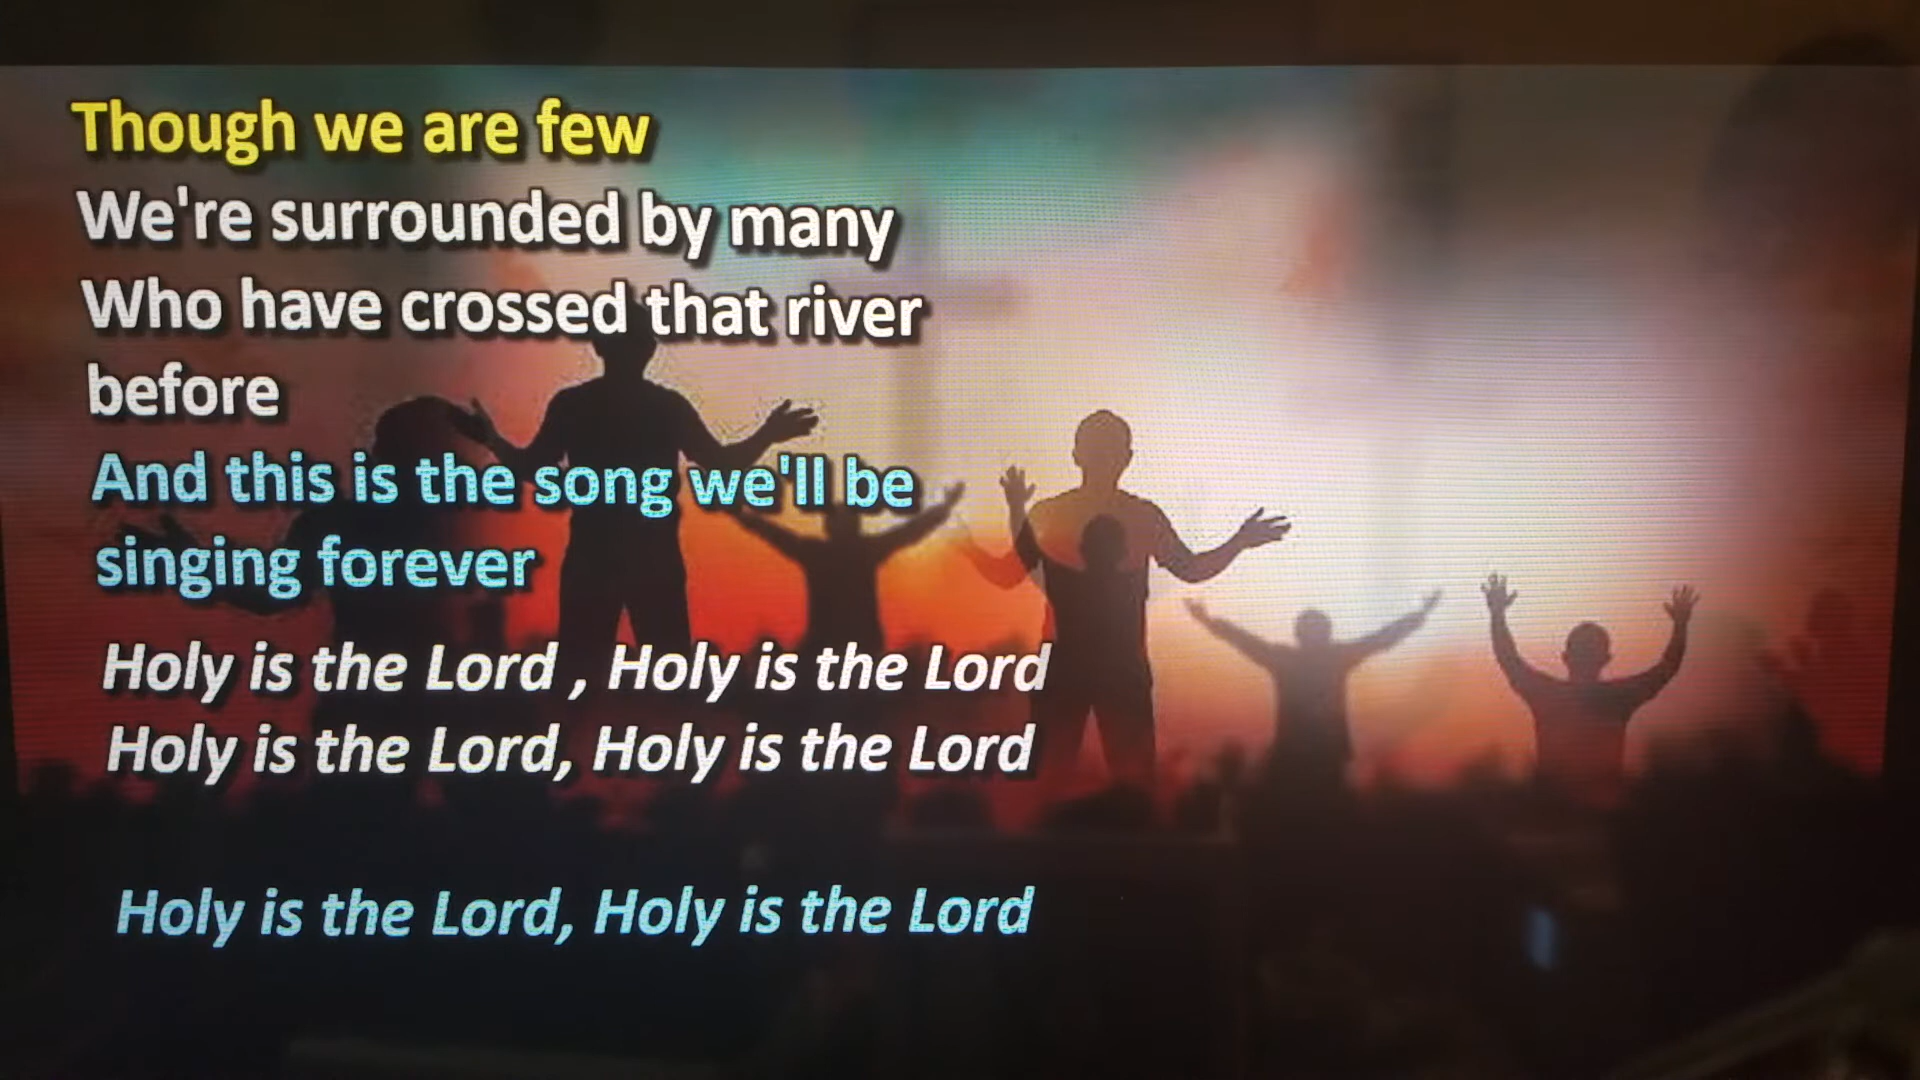 Though we are few
We're surrounded by many
Who have crossed that river
before
And this is the song we'll be
singing forever
Holy is the Lord , Holy is the Lord
Holy is the Lord, Holy is the Lord
Holy is the Lord, Holy is the Lord